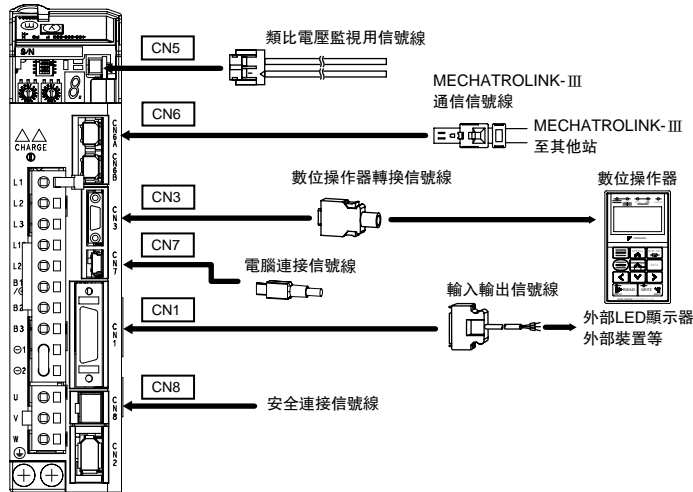 S/N
CHARGE
L1
L2
L3
L1
L2
B1
/⊖
B2
B3
⊖1
⊖2
U
V
W
CN6A
CN6B
CN3
CN7
CN1
CN8
CN2
CN5
類比電壓監視用信號線
CN6
MECHATROLINK-Ⅲ
通信信號線
MECHATROLINK-Ⅲ
至其他站
CN3
數位操作器轉換信號線
數位操作器
CN7
電腦連接信號線
CN1
輸入輸出信號線
外部LED顯示器
外部裝置等
CN8
安全連接信號線